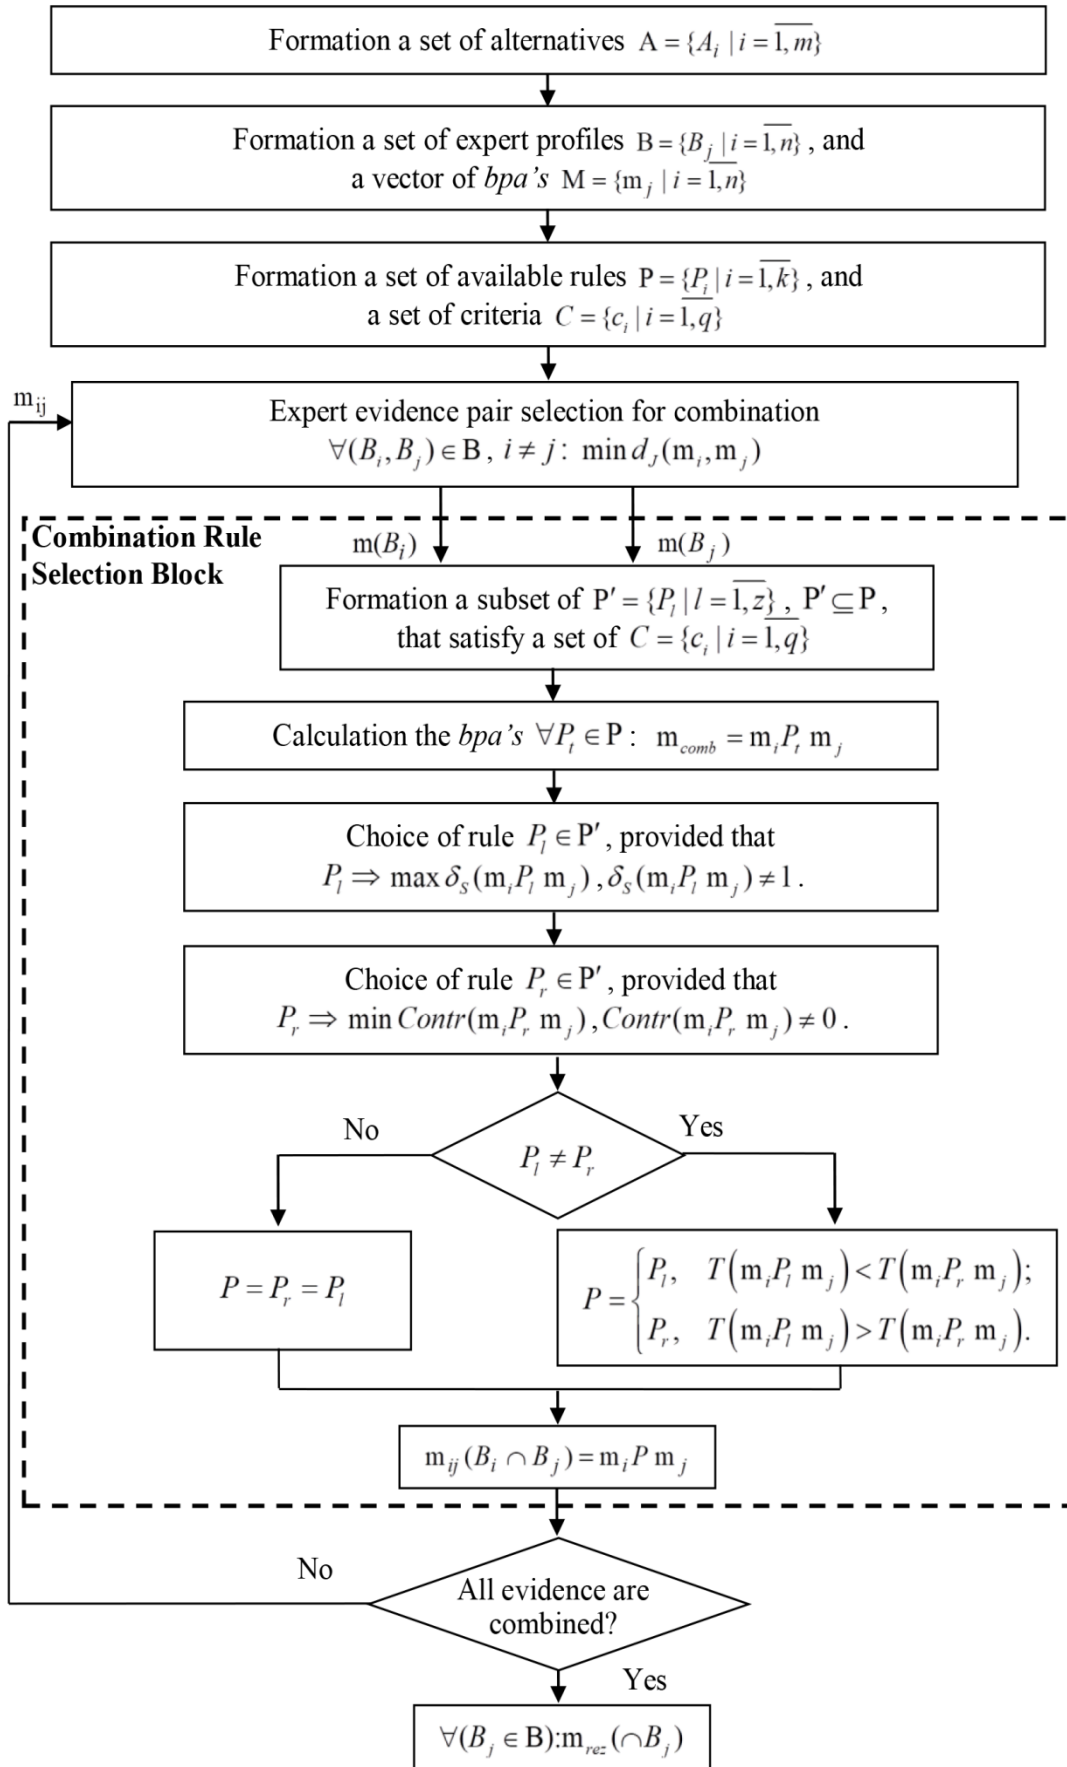 Formation a set of alternatives A = {A_i | i = \overline{1,m}}
Formation a set of expert profiles B = {B_j | i = \overline{1,n}} , and
a vector of bpa's M = {m_j | i = \overline{1,n}}
Formation a set of available rules P = {P_i | i = \overline{1,k}} , and
a set of criteria C = {c_i | i = \overline{1,q}}
m_ij
Expert evidence pair selection for combination
∀(B_i, B_j) ∈ B , i ≠ j : min d_J(m_i, m_j)
Combination Rule
Selection Block
m(B_i)
m(B_j)
Formation a subset of P′ = {P_l | l = \overline{1,z}} , P′ ⊆ P ,
that satisfy a set of C = {c_i | i = \overline{1,q}}
Calculation the bpa's ∀P_t ∈ P : m_comb = m_i P_t m_j
Choice of rule P_l ∈ P′ , provided that
P_l ⇒ max δ_S(m_i P_l m_j) , δ_S(m_i P_l m_j) ≠ 1 .
Choice of rule P_r ∈ P′ , provided that
P_r ⇒ min Contr(m_i P_r m_j) , Contr(m_i P_r m_j) ≠ 0 .
No
Yes
P_l ≠ P_r
P = P_r = P_l
P = { P_l, T(m_i P_l m_j) < T(m_i P_r m_j);
P_r, T(m_i P_l m_j) > T(m_i P_r m_j).
m_ij (B_i ∩ B_j) = m_i P m_j
No
All evidence are
combined?
Yes
∀(B_j ∈ B):m_rez (∩B_j)